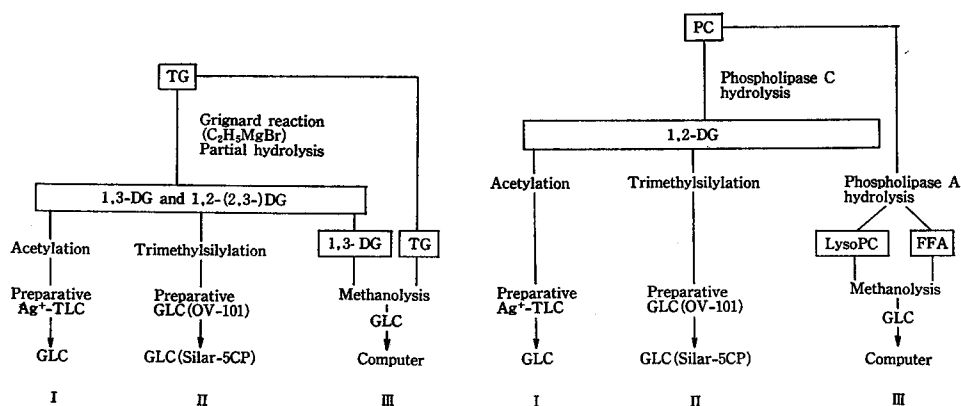 TG
Grignard reaction
(C₂H₅MgBr)
Partial hydrolysis
1,3-DG and 1,2-(2,3-)DG
Acetylation
Trimethylsilylation
1,3- DG
TG
Preparative
Ag⁺-TLC
Preparative
GLC(OV-101)
Methanolysis
GLC
GLC
GLC(Silar-5CP)
Computer
I
II
III
PC
Phospholipase C
hydrolysis
1,2-DG
Acetylation
Trimethylsilylation
Phospholipase A
hydrolysis
LysoPC
FFA
Preparative
Ag⁺-TLC
Preparative
GLC(OV-101)
Methanolysis
GLC
GLC
GLC(Silar-5CP)
Computer
I
II
III